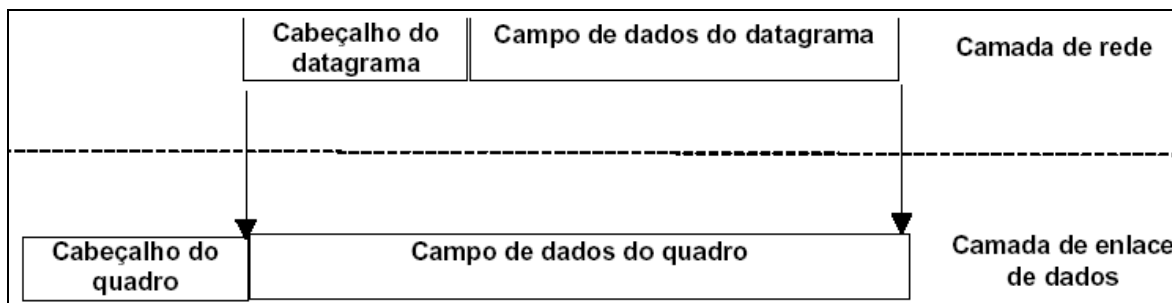 Cabeçalho do
datagrama
Campo de dados do datagrama
Camada de rede
Cabeçalho do
quadro
Campo de dados do quadro
Camada de enlace
de dados